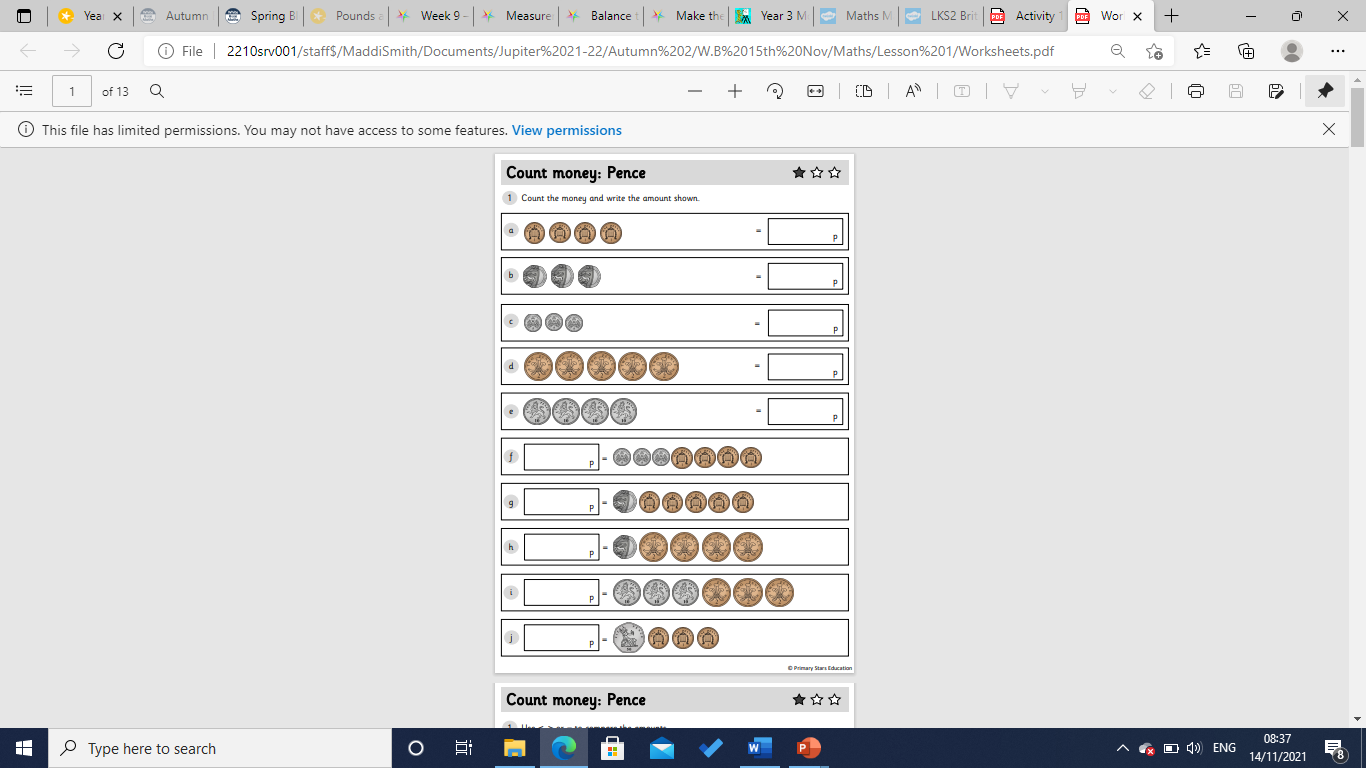 Yea
Autumn
Spring B
Pounds a
Week 9 -
Measure
Balance t
Make the
Year 3 M
Maths M
LKS2 Brit
Activity 1
Wor
File
2210srv001/staff$/MaddiSmith/Documents/Jupiter%2021-22/Autumn%202/W.B%2015th%20Nov/Maths/Lesson%201/Worksheets.pdf
1 of 13
This file has limited permissions. You may not have access to some features. View permissions
Count money: Pence
1 Count the money and write the amount shown.
a = p
b = p
c = p
d = p
e = p
f p =
g p =
h p =
i p =
j p =
© Primary Stars Education
Count money: Pence
Type here to search
ENG
08:37
14/11/2021
8